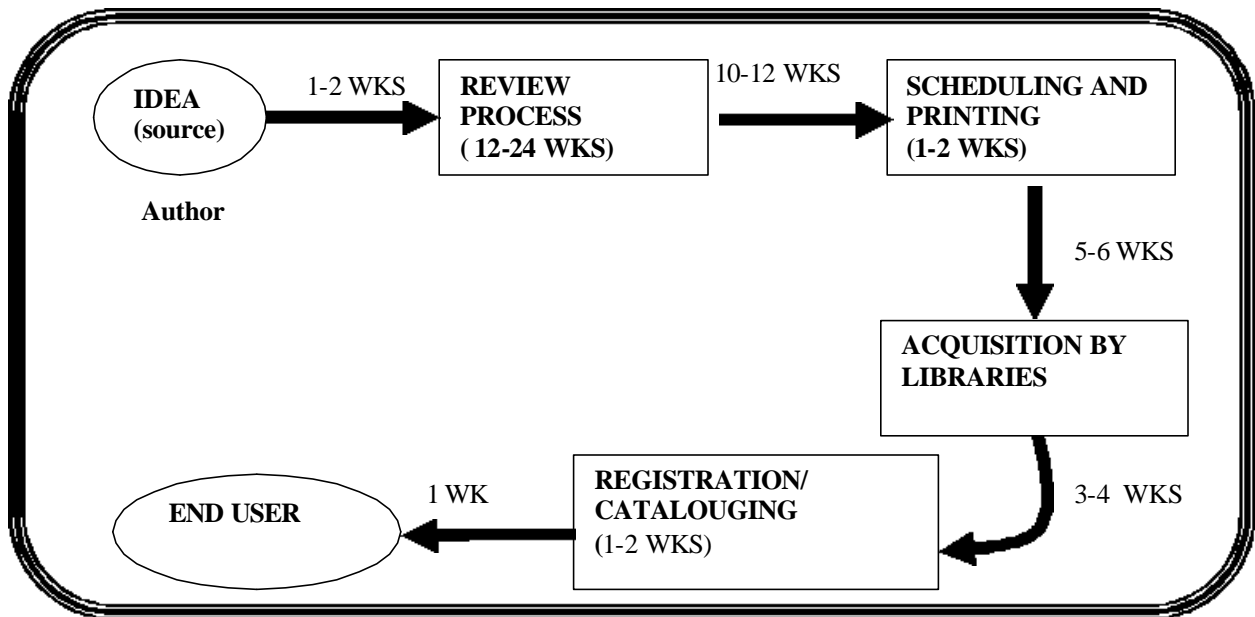 IDEA
(source)
Author
1-2 WKS
REVIEW
PROCESS
( 12-24 WKS)
10-12 WKS
SCHEDULING AND
PRINTING
(1-2 WKS)
5-6 WKS
ACQUISITION BY
LIBRARIES
3-4 WKS
REGISTRATION/
CATALOUGING
(1-2 WKS)
1 WK
END USER